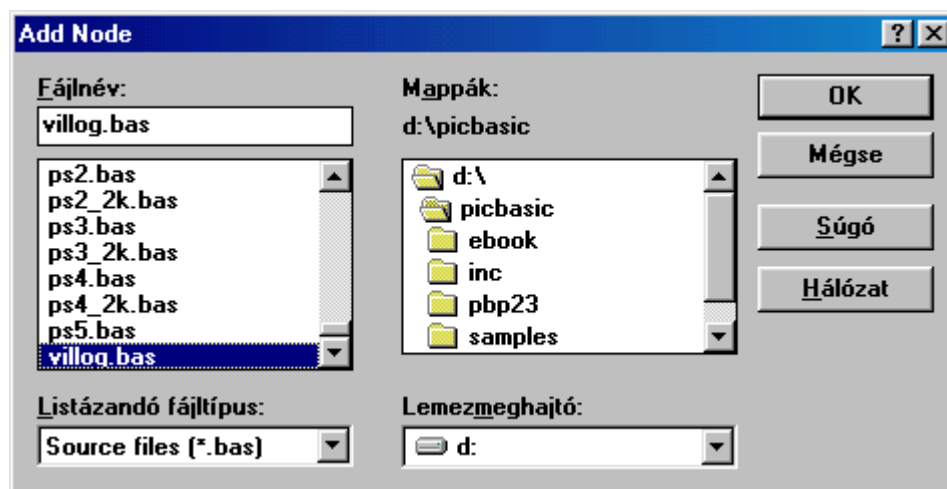 Add Node
Fájlnév:
villog.bas
ps2.bas
ps2_2k.bas
ps3.bas
ps3_2k.bas
ps4.bas
ps4_2k.bas
ps5.bas
villog.bas
Listázandó fájltípus:
Source files (*.bas)
Mappák:
d:\picbasic
d:\
picbasic
ebook
inc
pbp23
samples
Lemezmeghajtó:
d:
OK
Mégse
Súgó
Hálózat